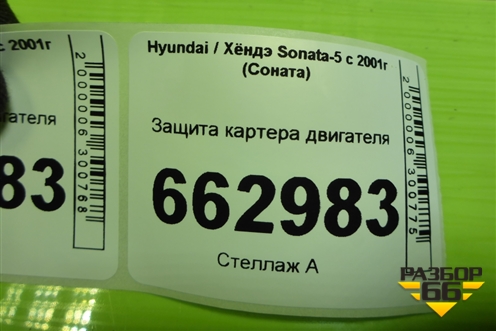 с 2001г
гателя
83
2000006300768
Hyundai / Хёндэ Sonata-5 с 2001г
(Соната)
Защита картера двигателя
662983
Стеллаж А
2000006300775
РАЗБОР
66